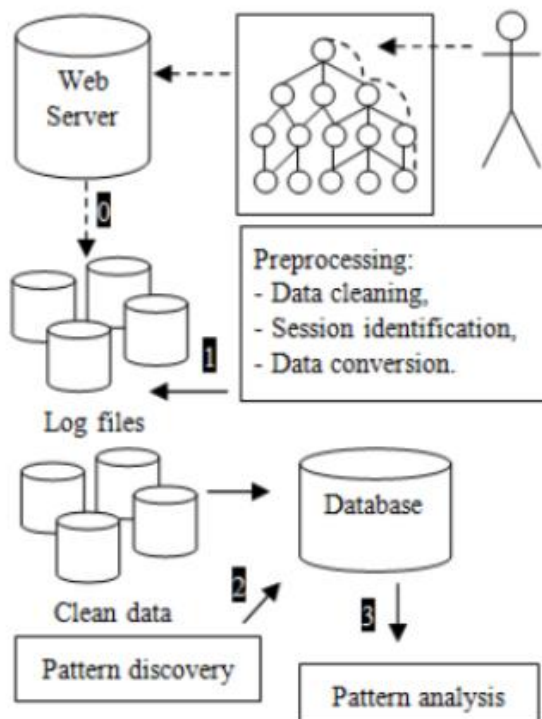 Web
Server
0
Preprocessing:
- Data cleaning,
- Session identification,
- Data conversion.
1
Log files
Database
Clean data
2
3
Pattern discovery
Pattern analysis